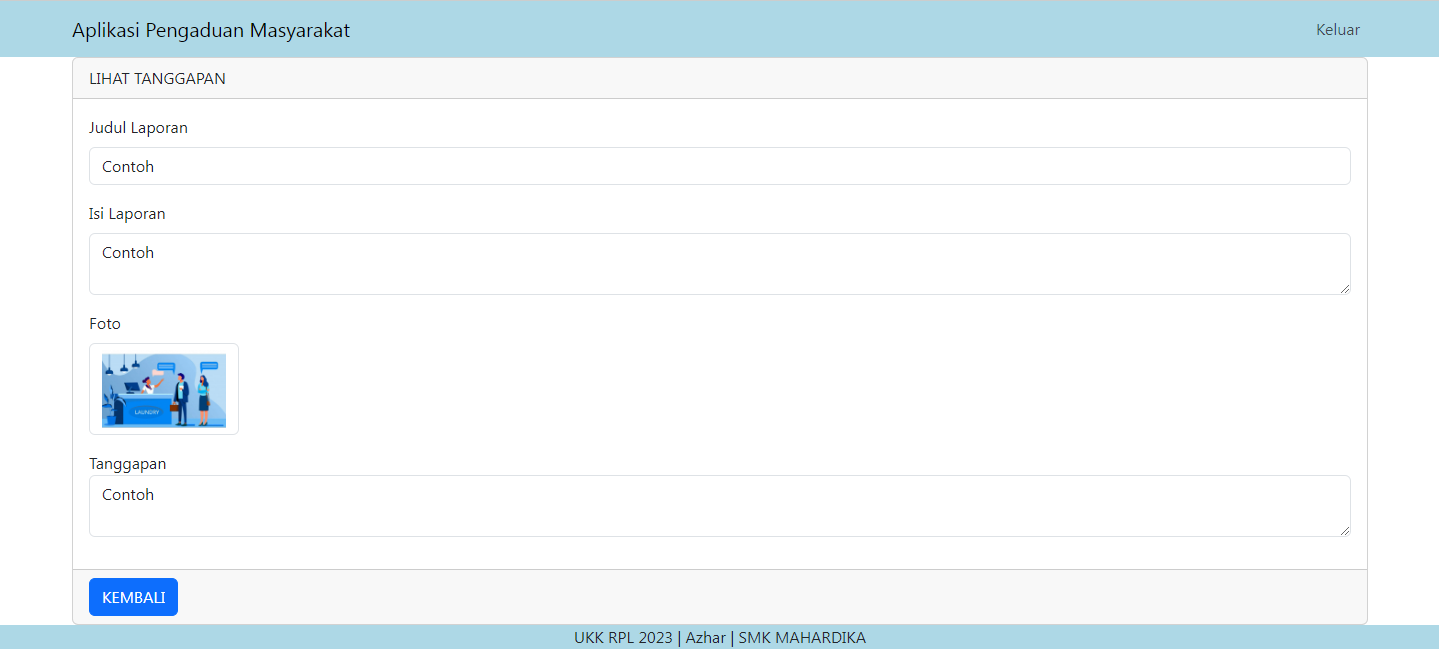 Aplikasi Pengaduan Masyarakat
Keluar
LIHAT TANGGAPAN
Judul Laporan
Contoh
Isi Laporan
Contoh
Foto
LAUNDRY
Tanggapan
Contoh
KEMBALI
UKK RPL 2023 | Azhar | SMK MAHARDIKA